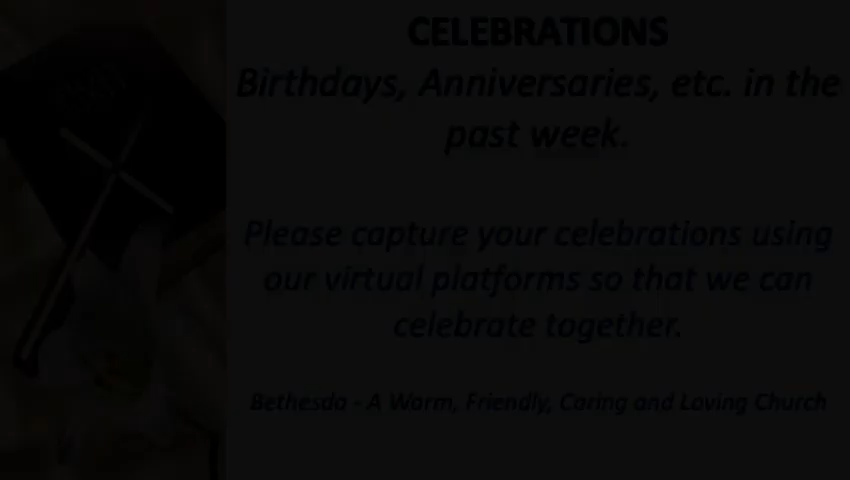 CELEBRATIONS
Birthdays, Anniversaries, etc. in the
past week.
Please capture your celebrations using
our virtual platforms so that we can
celebrate together.
Bethesda - A Warm, Friendly, Caring and Loving Church